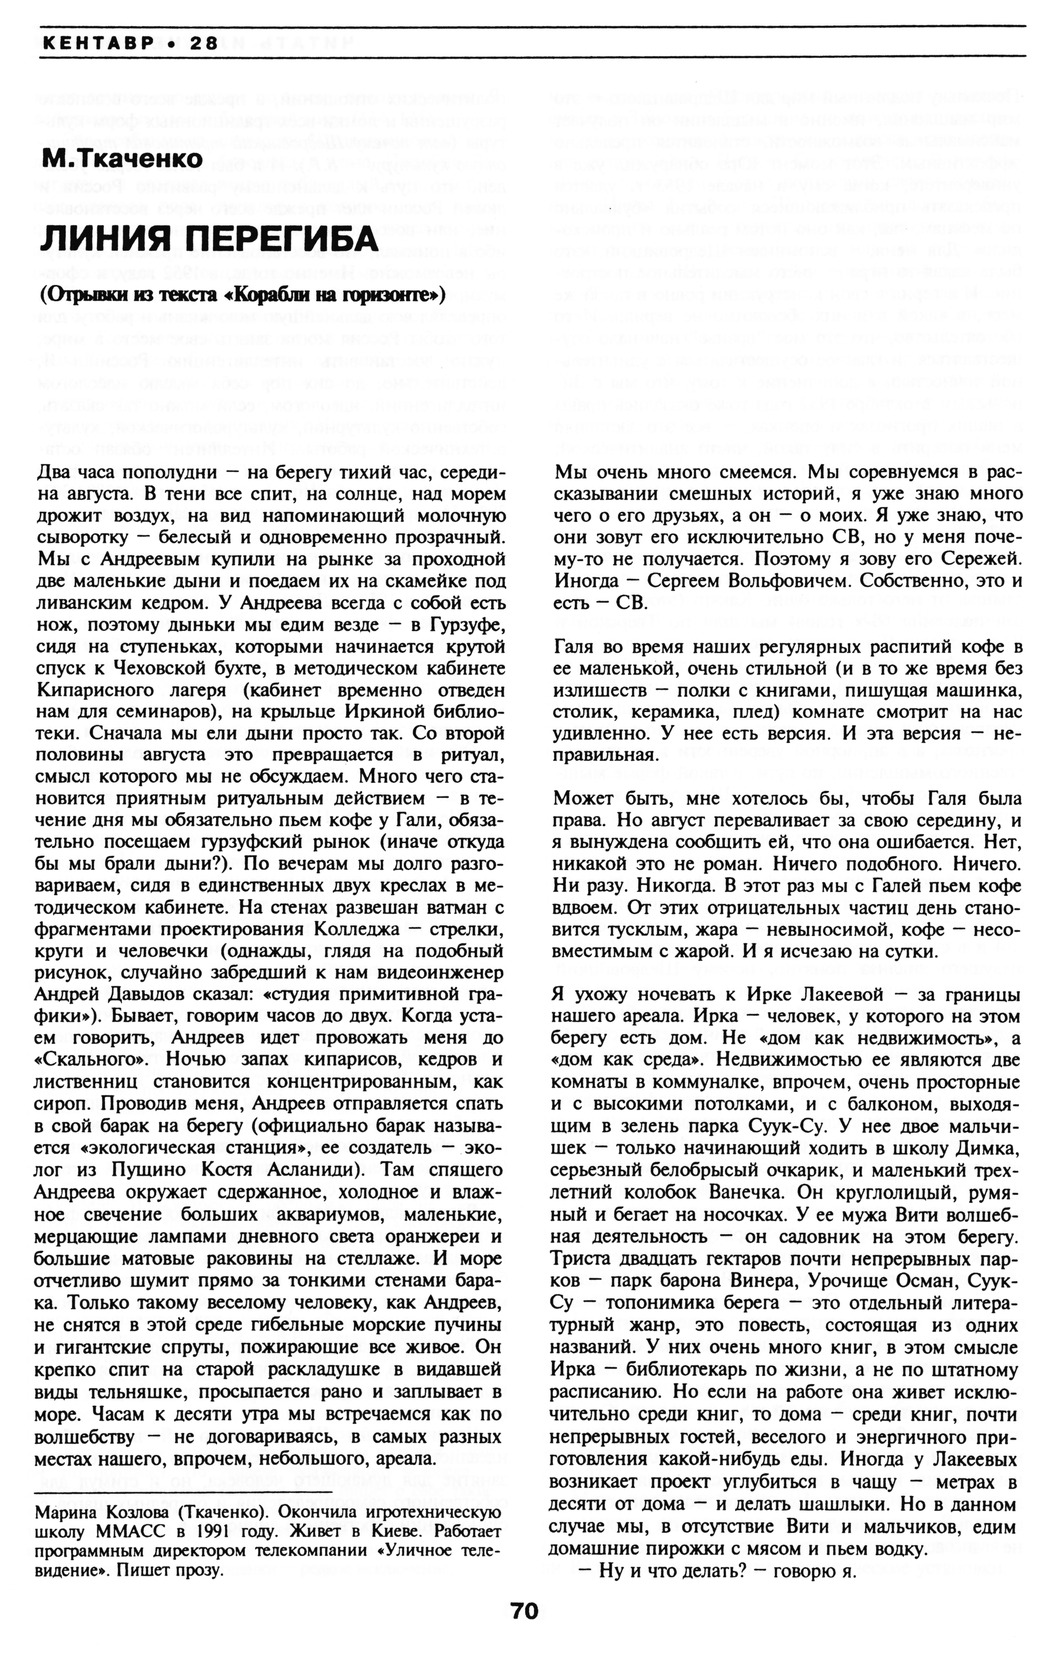 КЕНТАВР • 28
М.Ткаченко
ЛИНИЯ ПЕРЕГИБА
(Отрывки из текста «Корабли на горизонте»)
Два часа пополудни — на берегу тихий час, середи-
на августа. В тени все спит, на солнце, над морем
дрожит воздух, на вид напоминающий молочную
сыворотку — белесый и одновременно прозрачный.
Мы с Андреевым купили на рынке за проходной
две маленькие дыни и поедаем их на скамейке под
ливанским кедром. У Андреева всегда с собой есть
нож, поэтому дыньки мы едим везде — в Гурзуфе,
сидя на ступеньках, которыми начинается крутой
спуск к Чеховской бухте, в методическом кабинете
Кипарисного лагеря (кабинет временно отведен
нам для семинаров), на крыльце Иркиной библио-
теки. Сначала мы ели дыни просто так. Со второй
половины августа это превращается в ритуал,
смысл которого мы не обсуждаем. Много чего ста-
новится приятным ритуальным действием — в те-
чение дня мы обязательно пьем кофе у Гали, обяза-
тельно посещаем гурзуфский рынок (иначе откуда
бы мы брали дыни?). По вечерам мы долго разго-
вариваем, сидя в единственных двух креслах в ме-
тодическом кабинете. На стенах развешан ватман с
фрагментами проектирования Колледжа — стрелки,
круги и человечки (однажды, глядя на подобный
рисунок, случайно забредший к нам видеоинженер
Андрей Давыдов сказал: «студия примитивной гра-
фики»). Бывает, говорим часов до двух. Когда уста-
ем говорить, Андреев идет провожать меня до
«Скального». Ночью запах кипарисов, кедров и
лиственниц становится концентрированным, как
сироп. Проводив меня, Андреев отправляется спать
в свой барак на берегу (официально барак называ-
ется «экологическая станция», ее создатель — эко-
лог из Пущино Костя Асланиди). Там спящего
Андреева окружает сдержанное, холодное и влаж-
ное свечение больших аквариумов, маленькие,
мерцающие лампами дневного света оранжереи и
большие матовые раковины на стеллаже. И море
отчетливо шумит прямо за тонкими стенами бара-
ка. Только такому веселому человеку, как Андреев,
не снятся в этой среде гибельные морские пучины
и гигантские спруты, пожирающие все живое. Он
крепко спит на старой раскладушке в видавшей
виды тельняшке, просыпается рано и заплывает в
море. Часам к десяти утра мы встречаемся как по
волшебству — не договариваясь, в самых разных
местах нашего, впрочем, небольшого, ареала.
Марина Козлова (Ткаченко). Окончила игротехническую
школу ММАСС в 1991 году. Живет в Киеве. Работает
программным директором телекомпании «Уличное теле-
видение». Пишет прозу.
Мы очень много смеемся. Мы соревнуемся в рас-
сказывании смешных историй, я уже знаю много
чего о его друзьях, а он — о моих. Я уже знаю, что
они зовут его исключительно СВ, но у меня поче-
му-то не получается. Поэтому я зову его Сережей.
Иногда — Сергеем Вольфовичем. Собственно, это и
есть — СВ.
Галя во время наших регулярных распитий кофе в
ее маленькой, очень стильной (и в то же время без
излишеств — полки с книгами, пишущая машинка,
столик, керамика, плед) комнате смотрит на нас
удивленно. У нее есть версия. И эта версия — не-
правильная.
Может быть, мне хотелось бы, чтобы Галя была
права. Но август переваливает за свою середину, и
я вынуждена сообщить ей, что она ошибается. Нет,
никакой это не роман. Ничего подобного. Ничего.
Ни разу. Никогда. В этот раз мы с Галей пьем кофе
вдвоем. От этих отрицательных частиц день стано-
вится тусклым, жара — невыносимой, кофе — несо-
вместимым с жарой. И я исчезаю на сутки.
Я ухожу ночевать к Ирке Лакеевой — за границы
нашего ареала. Ирка — человек, у которого на этом
берегу есть дом. Не «дом как недвижимость», а
«дом как среда». Недвижимостью ее являются две
комнаты в коммуналке, впрочем, очень просторные
и с высокими потолками, и с балконом, выходя-
щим в зелень парка Суук-Су. У нее двое мальчи-
шек — только начинающий ходить в школу Димка,
серьезный белобрысый очкарик, и маленький трех-
летний колобок Ванечка. Он круглолицый, румя-
ный и бегает на носочках. У ее мужа Вити волшеб-
ная деятельность — он садовник на этом берегу.
Триста двадцать гектаров почти непрерывных пар-
ков — парк барона Винера, Урочище Осман, Суук-
Су — топонимика берега — это отдельный литера-
турный жанр, это повесть, состоящая из одних
названий. У них очень много книг, в этом смысле
Ирка — библиотекарь по жизни, а не по штатному
расписанию. Но если на работе она живет исклю-
чительно среди книг, то дома — среди книг, почти
непрерывных гостей, веселого и энергичного при-
готовления какой-нибудь еды. Иногда у Лакеевых
возникает проект углубиться в чащу — метрах в
десяти от дома — и делать шашлыки. Но в данном
случае мы, в отсутствие Вити и мальчиков, едим
домашние пирожки с мясом и пьем водку.
— Ну и что делать? — говорю я.
70